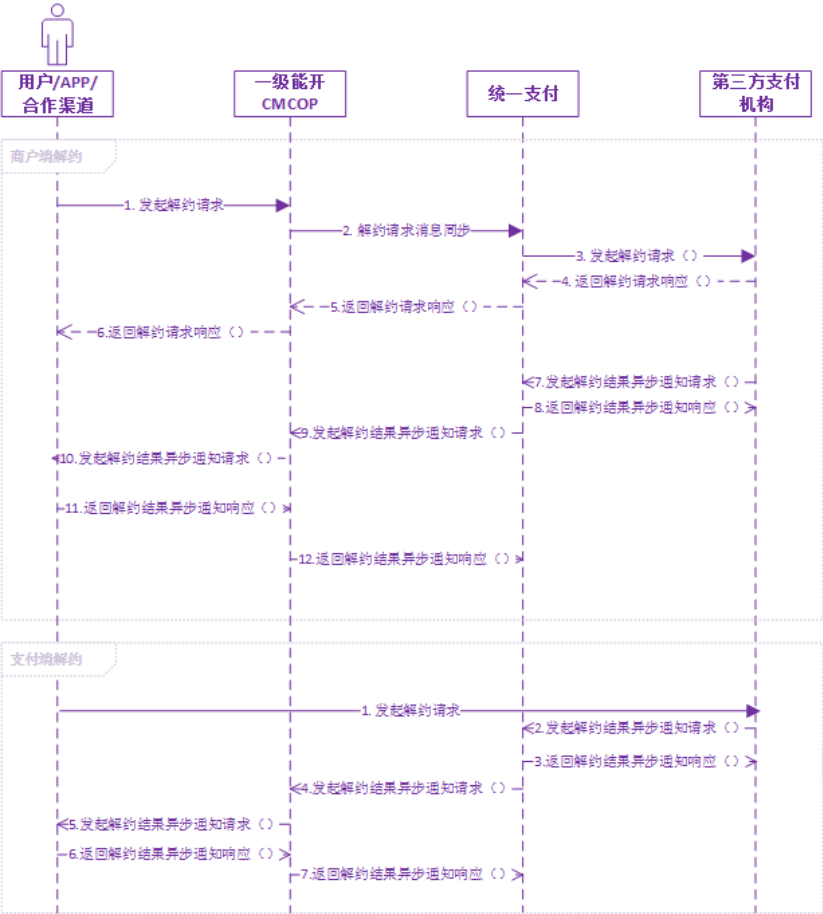 用户/APP/
合作渠道
一级能开
CMCOP
统一支付
第三方支付
机构
商户端解约
1. 发起解约请求
2. 解约请求消息同步
3. 发起解约请求（）
4. 返回解约请求响应（）
5.返回解约请求响应（）
6.返回解约请求响应（）
7.发起解约结果异步通知请求（）
8.返回解约结果异步通知响应（）
9.发起解约结果异步通知请求（）
10.发起解约结果异步通知请求（）
11.返回解约结果异步通知响应（）
12.返回解约结果异步通知响应（）
支付端解约
1. 发起解约请求
2.发起解约结果异步通知请求（）
3.返回解约结果异步通知响应（）
4.发起解约结果异步通知请求（）
5.发起解约结果异步通知请求（）
6.返回解约结果异步通知响应（）
7.返回解约结果异步通知响应（）